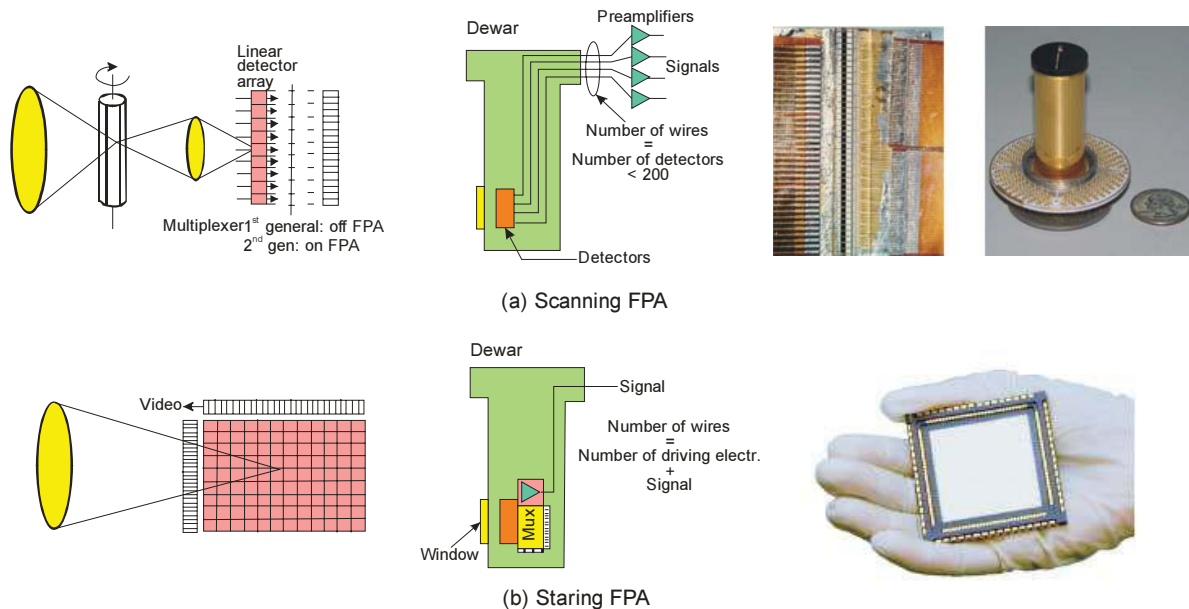 Linear
detector
array
Multiplexer1st general: off FPA
2nd gen: on FPA
Dewar
Preamplifiers
Signals
Number of wires
=
Number of detectors
< 200
Detectors
(a) Scanning FPA
Video
Dewar
Signal
Number of wires
=
Number of driving electr.
+
Signal
Mux
Window
(b) Staring FPA